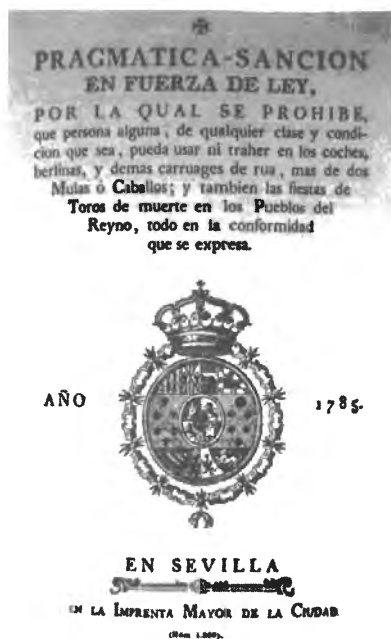 PRAGMATICA-SANCION
EN FUERZA DE LEY,
POR LA QUAL SE PROHIBE,
que persona alguna, de qualquier clase y condi-
cion que sea, pueda usar ni traher en los coches,
berlinas, y demas carruages de rua, mas de dos
Mulas ó Caballos; y tambien las fiestas de
Toros de muerte en los Pueblos del
Reyno, todo en la conformidad
que se expresa.
AÑO 1785.
EN SEVILLA
EN LA IMPRENTA MAYOR DE LA CIUDAD